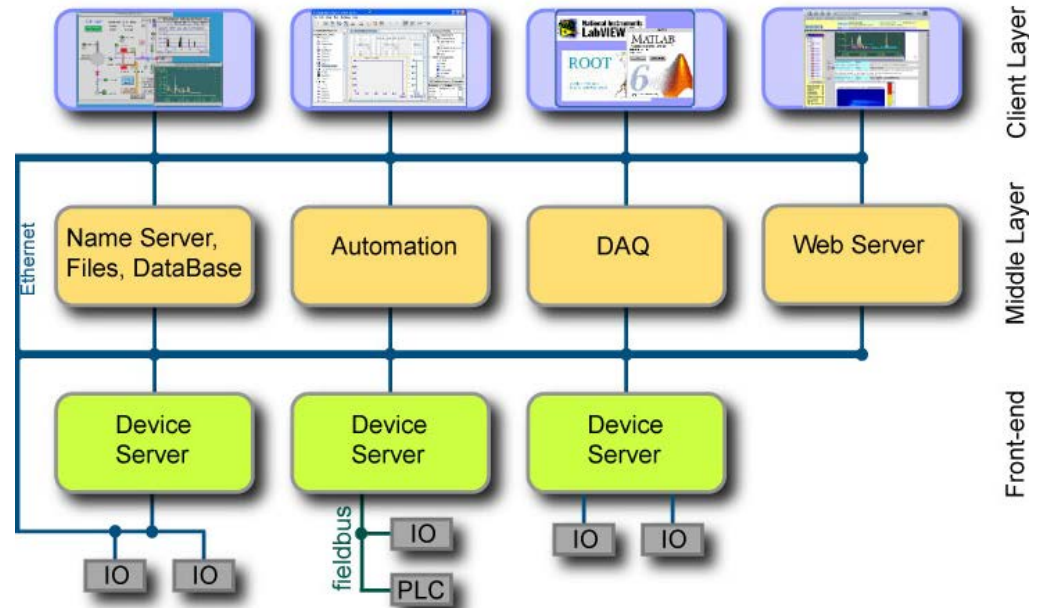 National Instruments
LabVIEW
MATLAB
ROOT
6
Client Layer
Ethernet
Name Server,
Files, DataBase
Automation
DAQ
Web Server
Middle Layer
Device
Server
Device
Server
Device
Server
Front-end
fieldbus
IO
IO
IO
PLC
IO
IO